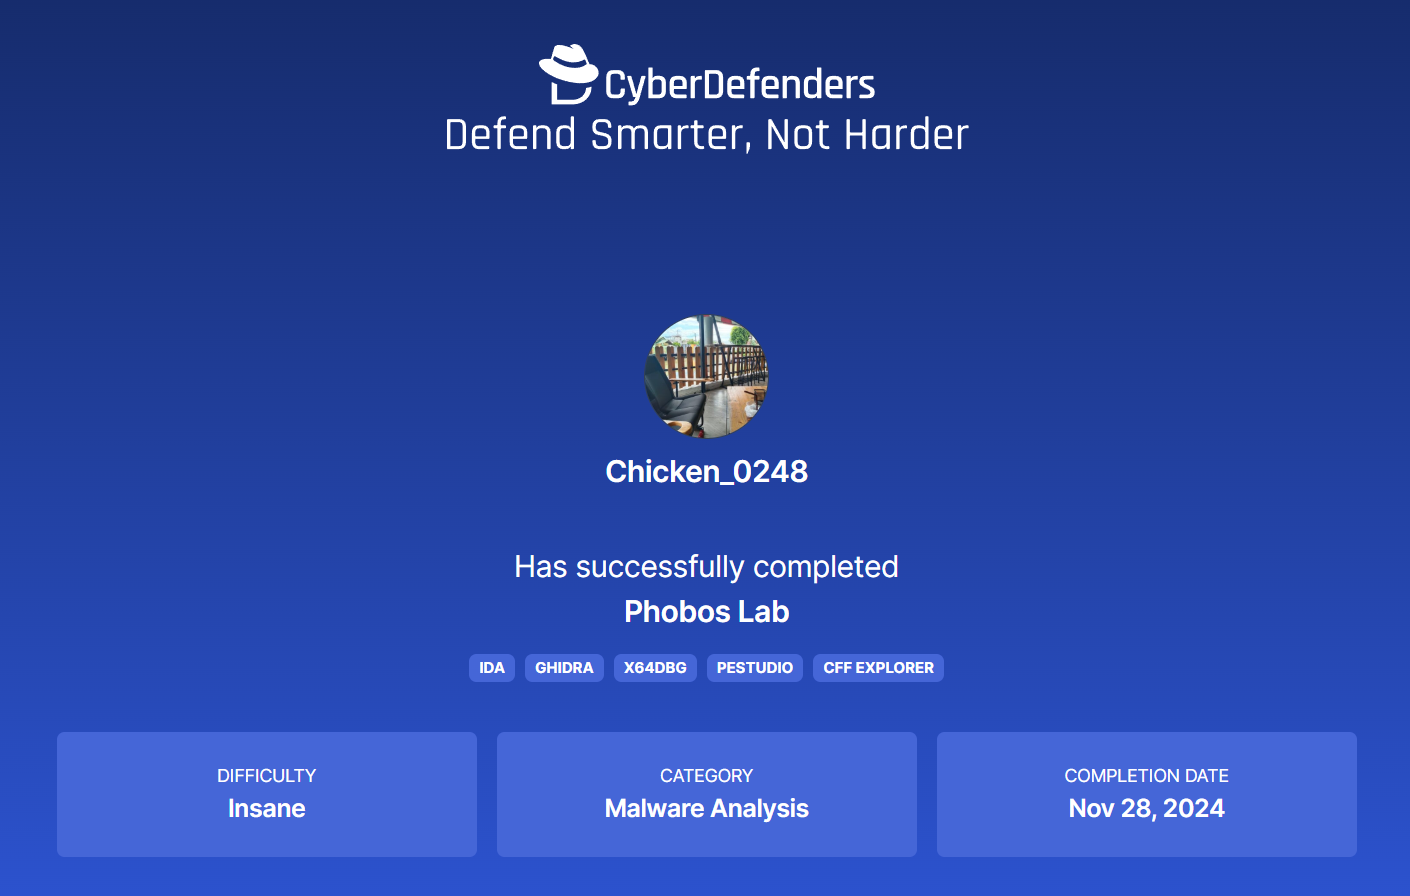 CyberDefenders
Defend Smarter, Not Harder
Chicken_0248
Has successfully completed
Phobos Lab
IDA GHIDRA X64DBG PESTUDIO CFF EXPLORER
DIFFICULTY
Insane
CATEGORY
Malware Analysis
COMPLETION DATE
Nov 28, 2024